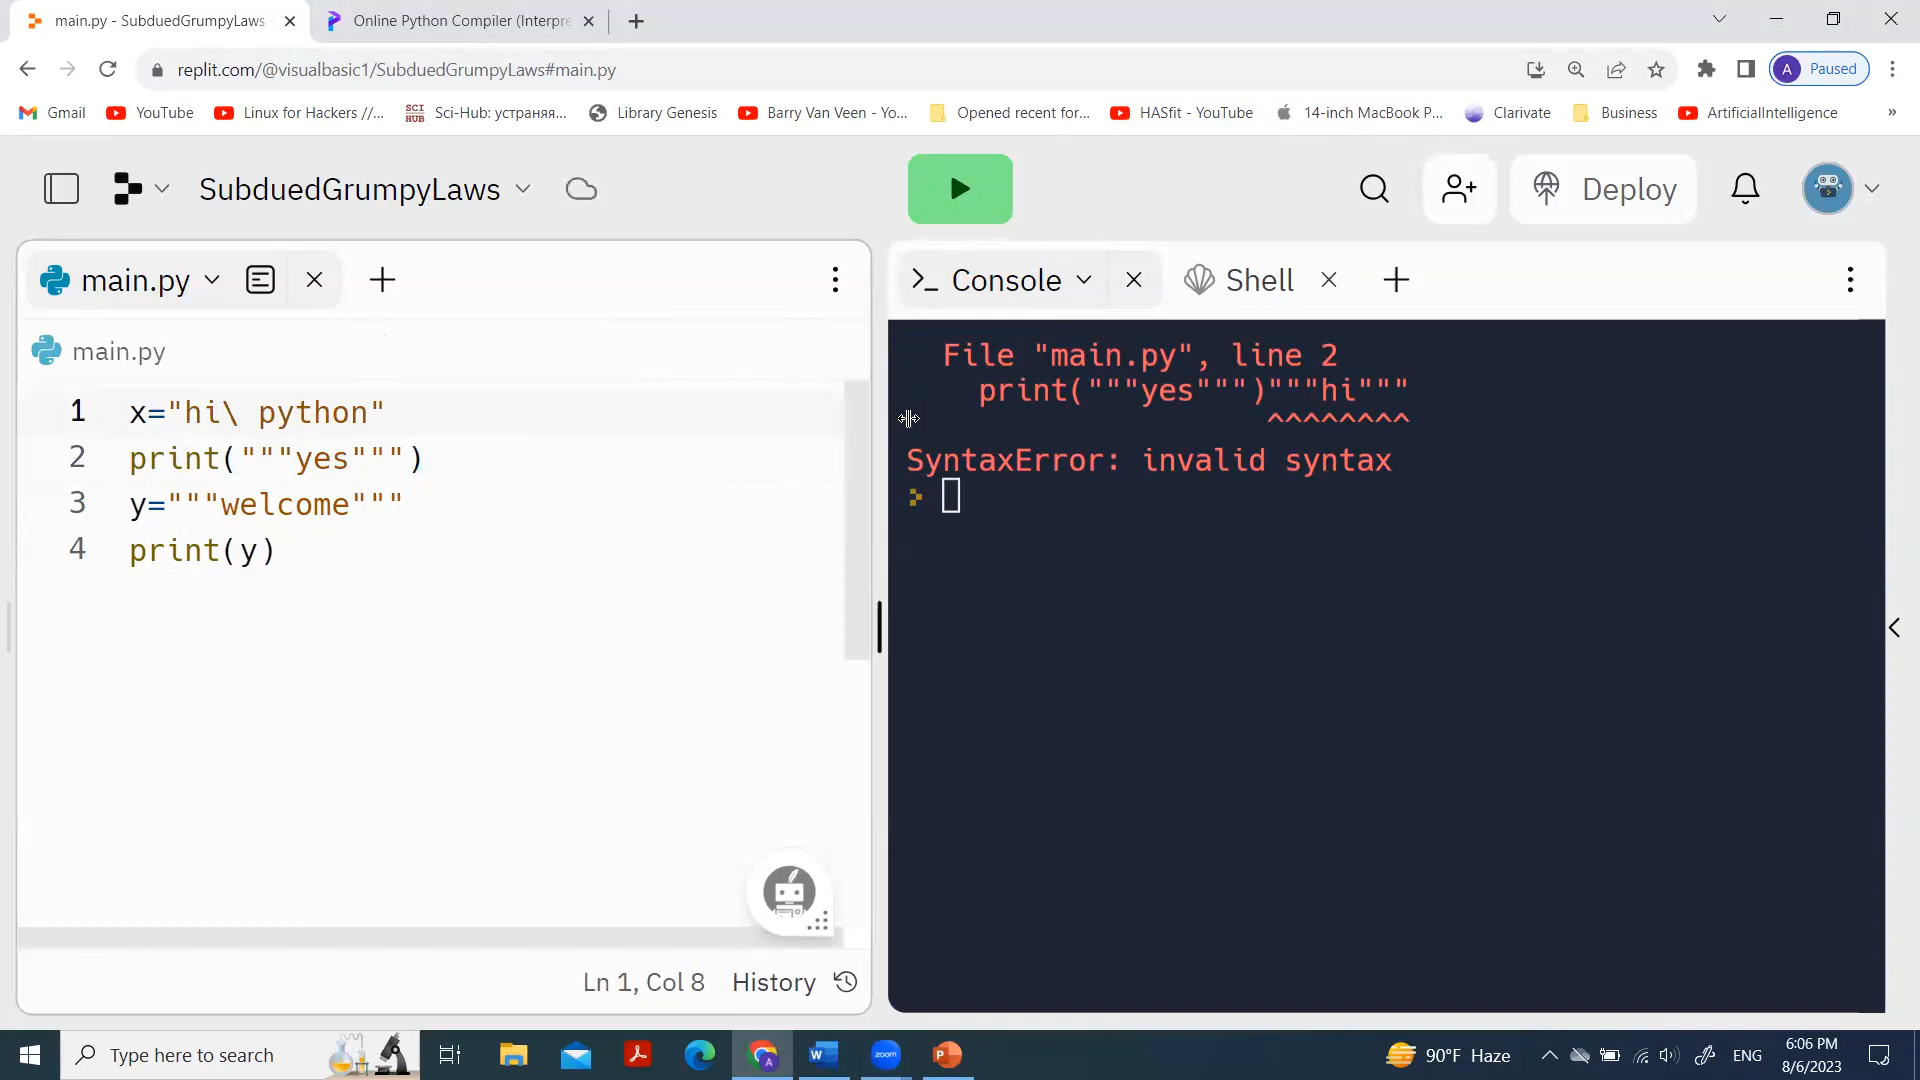 main.py - SubduedGrumpyLaws
Online Python Compiler (Interpre
replit.com/@visualbasic1/SubduedGrumpyLaws#main.py
A Paused
Gmail
YouTube
Linux for Hackers //...
SCI HUB
Sci-Hub: устраняя...
Library Genesis
Barry Van Veen - Yo...
Opened recent for...
HASfit - YouTube
14-inch MacBook P...
Clarivate
Business
ArtificialIntelligence
»
SubduedGrumpyLaws
Deploy
main.py
Console
Shell
main.py
1 x="hi\ python"
2 print("""yes""")
3 y="""welcome"""
4 print(y)
File "main.py", line 2
print("""yes""")"""hi"""
^^^^^^^^
SyntaxError: invalid syntax
Ln 1, Col 8
History
Type here to search
W
zoom
P
90°F Haze
ENG
6:06 PM
8/6/2023